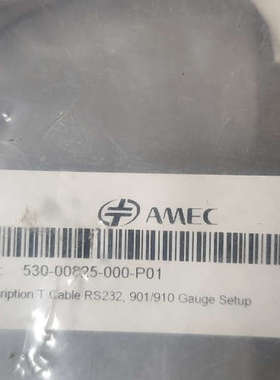 AMEC
: 530-00825-000-P01
ription T Cable RS232, 901/910 Gauge Setup